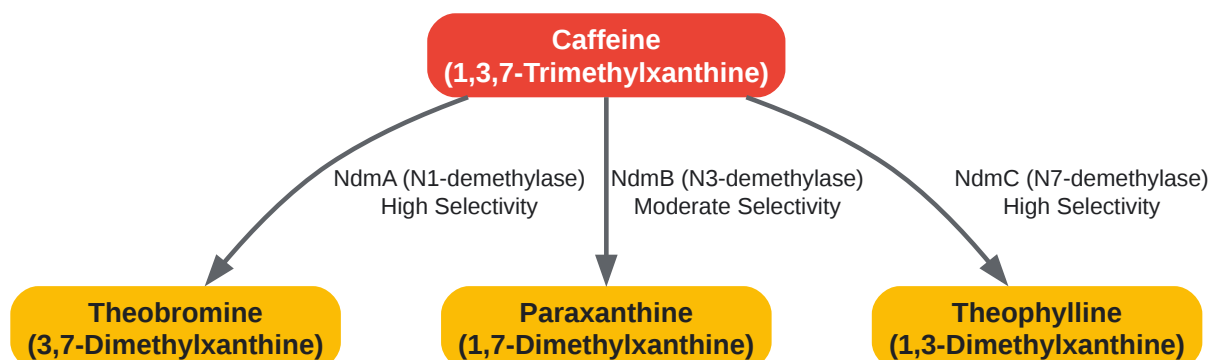 Caffeine
(1,3,7-Trimethylxanthine)
NdmA (N1-demethylase)
High Selectivity
NdmB (N3-demethylase)
Moderate Selectivity
NdmC (N7-demethylase)
High Selectivity
Theobromine
(3,7-Dimethylxanthine)
Paraxanthine
(1,7-Dimethylxanthine)
Theophylline
(1,3-Dimethylxanthine)